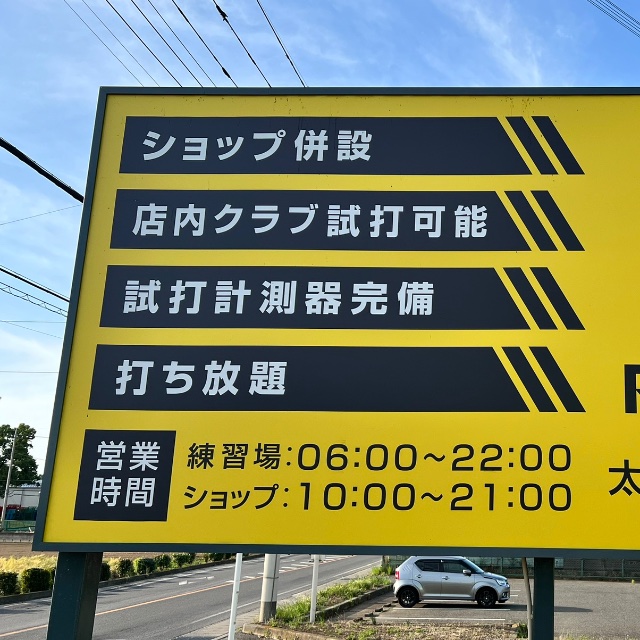 ショップ併設
店内クラブ試打可能
試打計測器完備
打ち放題
営業時間
練習場:06:00～22:00
ショップ:10:00～21:00
太